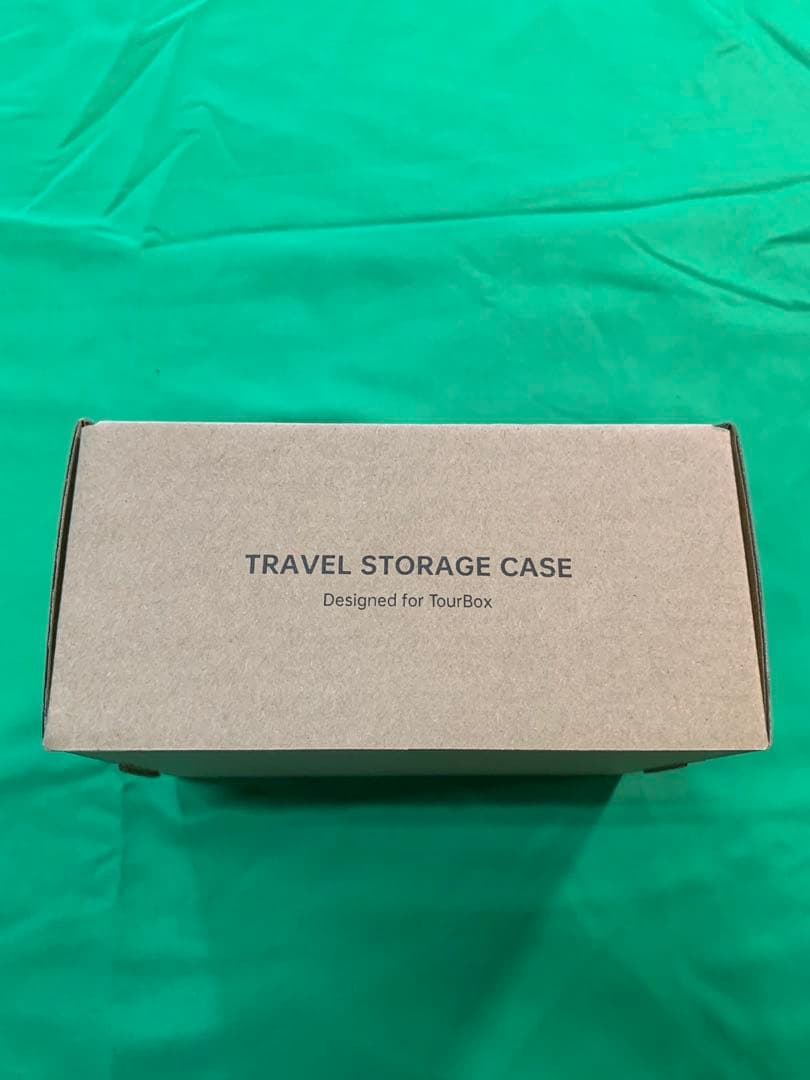 TRAVEL STORAGE CASE
Designed for TourBox